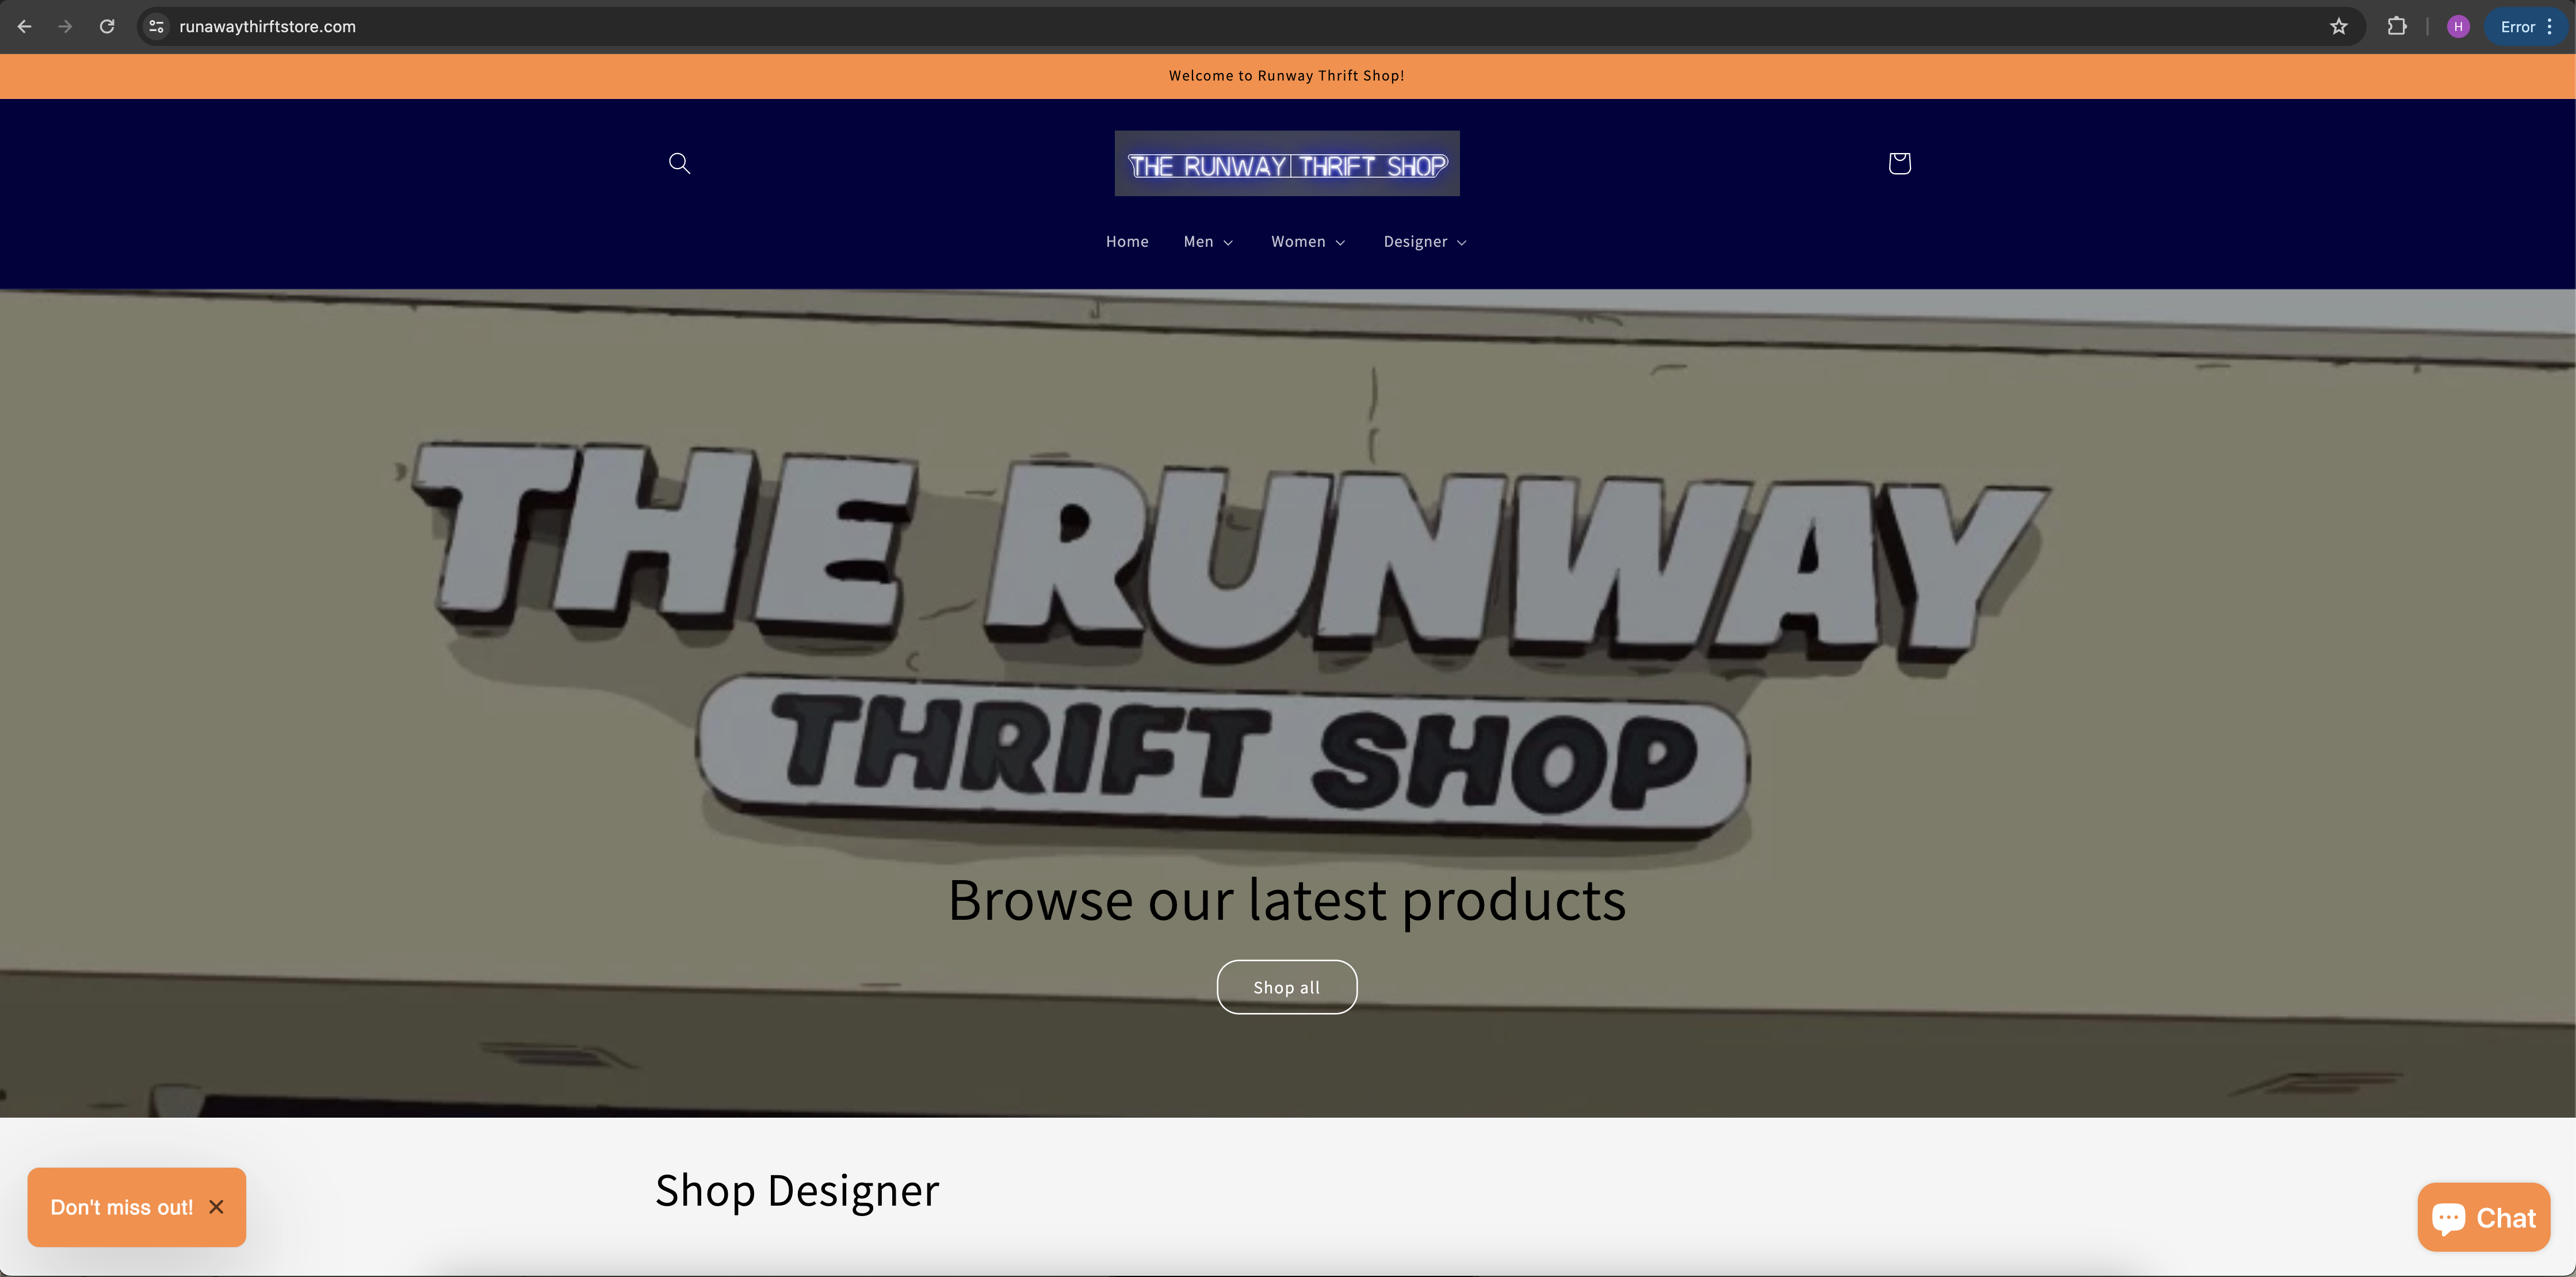 runawaythirftstore.com
H
Error
Welcome to Runway Thrift Shop!
THE RUNWAY THRIFT SHOP
Home Men Women Designer
THE RUNWAY
THRIFT SHOP
Browse our latest products
Shop all
Shop Designer
Don't miss out!
Chat